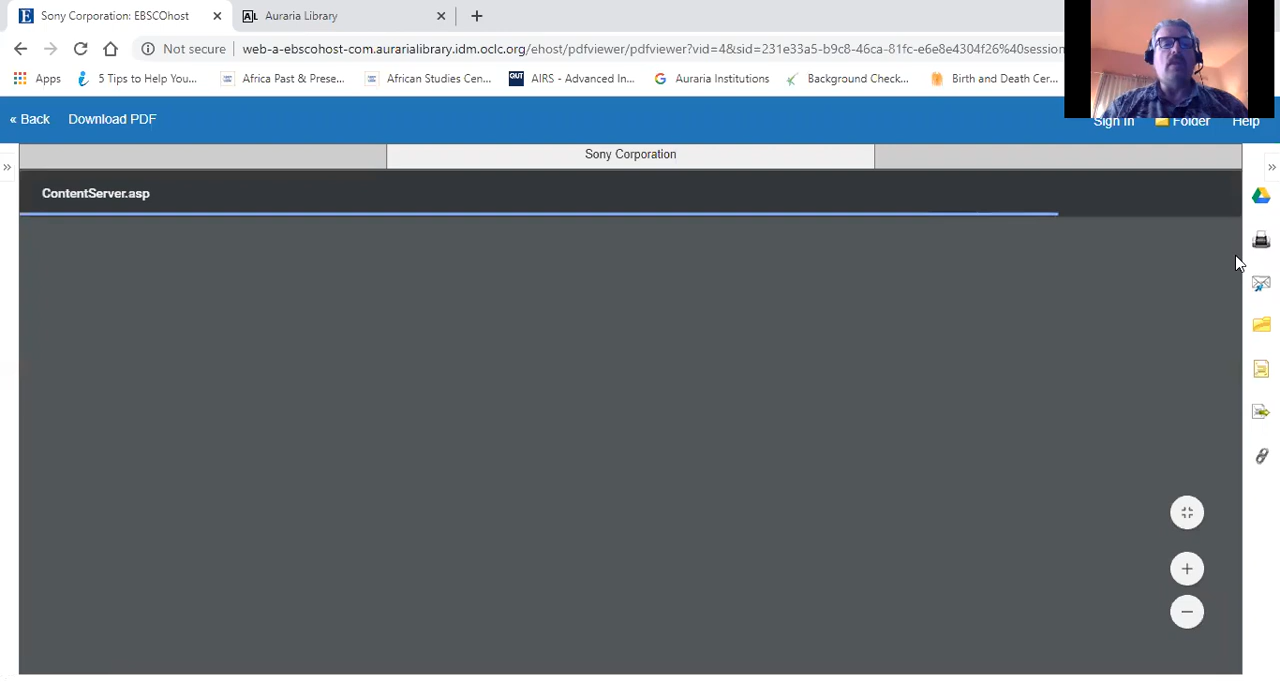 Sony Corporation: EBSCOhost
AL Auraria Library
Not secure web-a-ebscohost-com.aurarialibrary.idm.oclc.org/ehost/pdfviewer/pdfviewer?vid=4&sid=231e33a5-b9c8-46ca-81fc-e6e8e4304f26%40session
Apps 5 Tips to Help You... Africa Past & Prese... African Studies Cen... QUT AIRS - Advanced In... Auraria Institutions Background Check... Birth and Death Cer...
« Back Download PDF Sign In Folder Help
Sony Corporation
ContentServer.asp